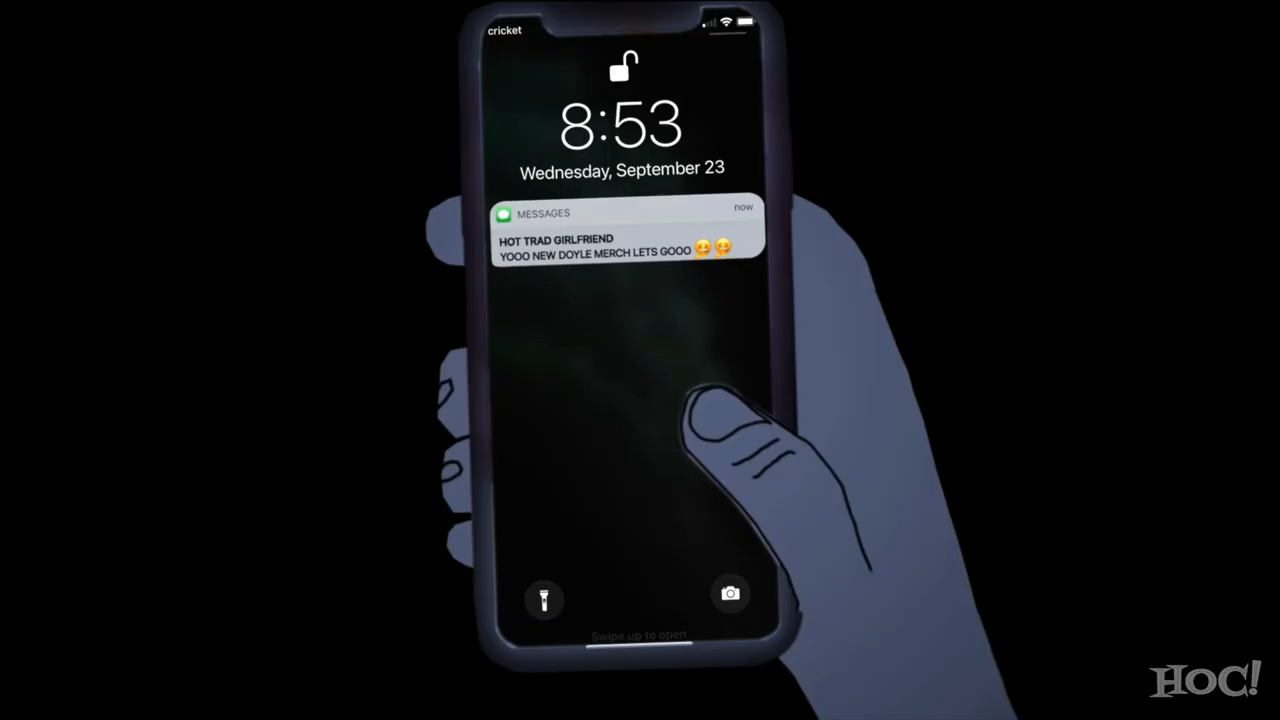 cricket
8:53
Wednesday, September 23
MESSAGES
now
HOT TRAD GIRLFRIEND
YOOO NEW DOYLE MERCH LETS GOOO 🥲🥲
Swipe up to open
HOC!